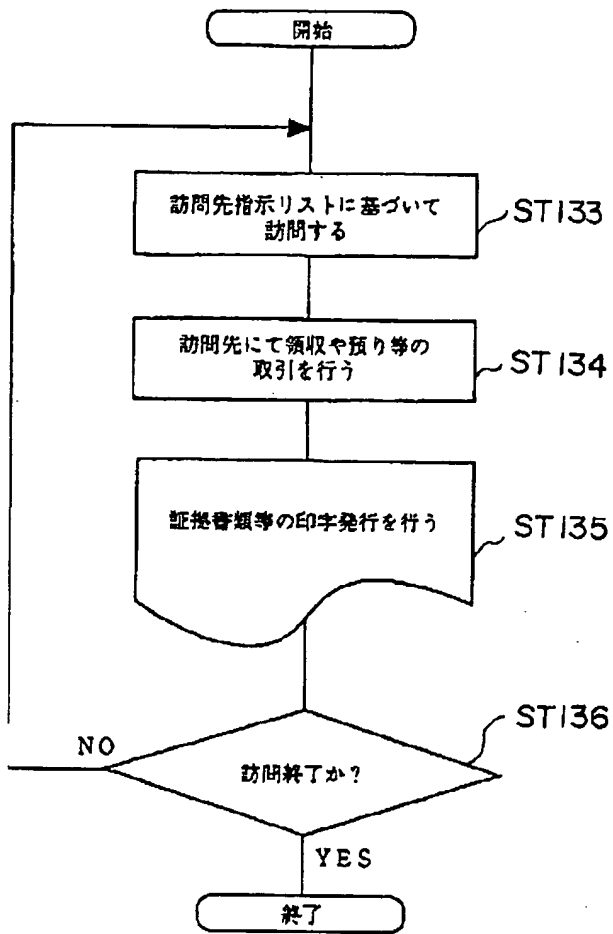 開始
訪問先指示リストに基づいて
訪問する
ST133
訪問先にて領収や預り等の
取引を行う
ST134
証拠書類等の印字発行を行う
ST135
訪問終了か?
ST136
NO
YES
終了